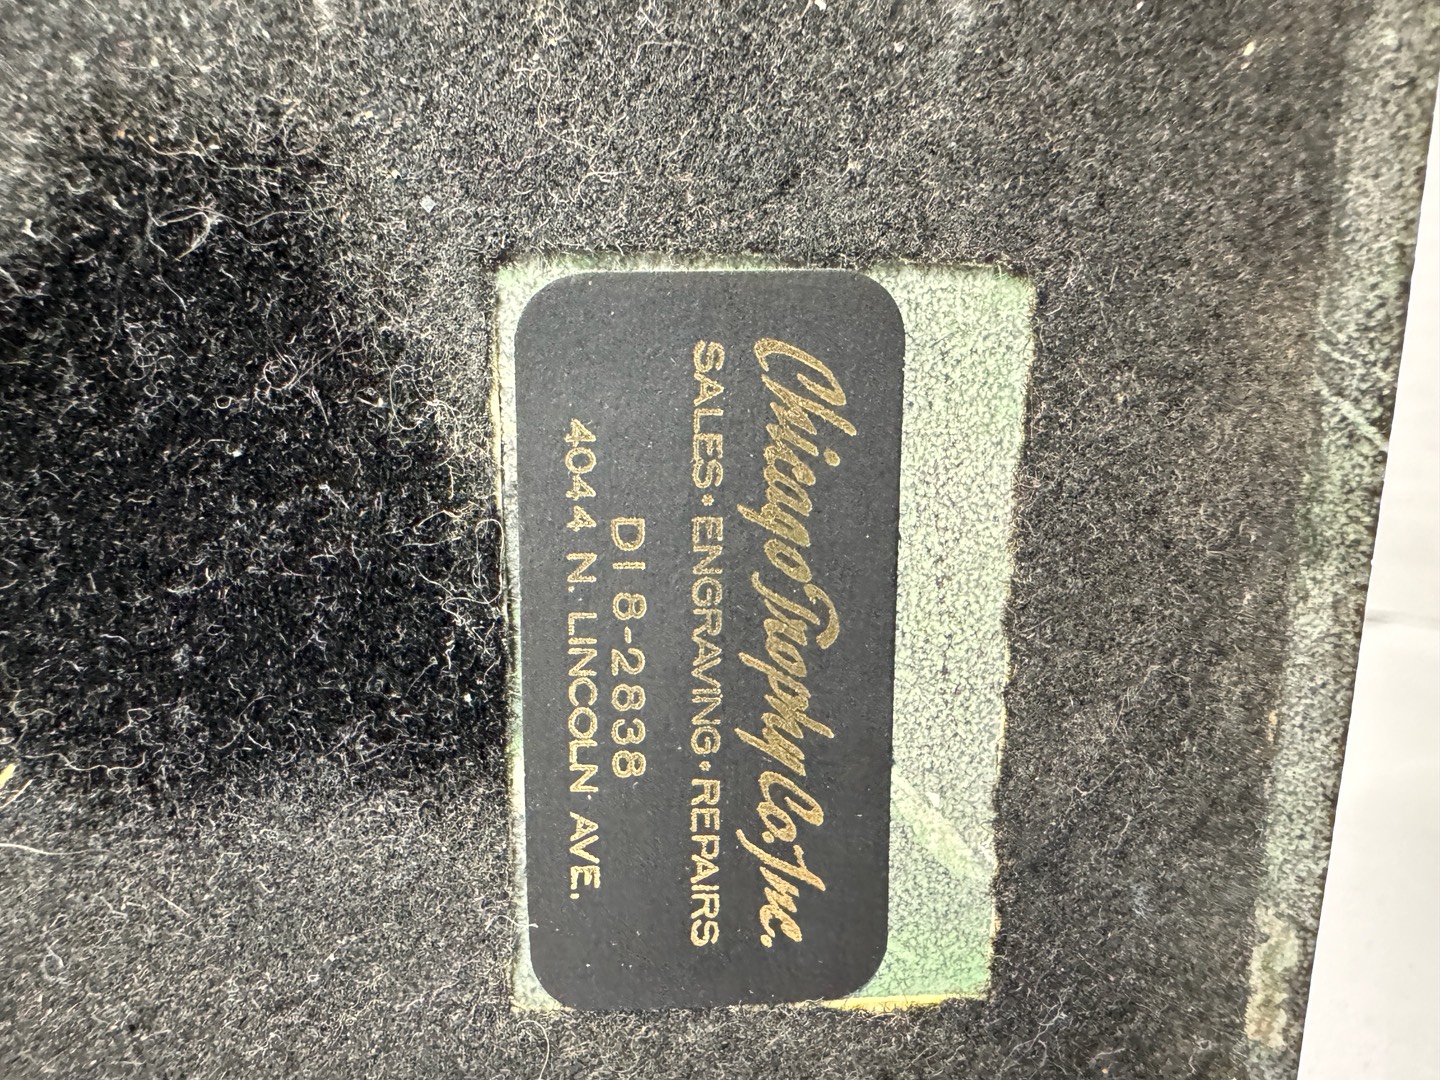 Chicago Trophy Co. Inc.
SALES • ENGRAVING • REPAIRS
DI 8-2838
4044 N. LINCOLN AVE.